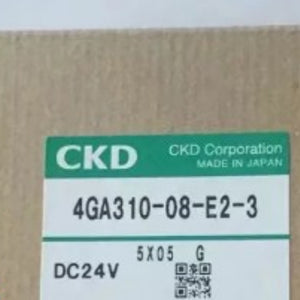 CKD
CKD Corporation
MADE IN JAPAN
4GA310-08-E2-3
5X05 G
DC24V